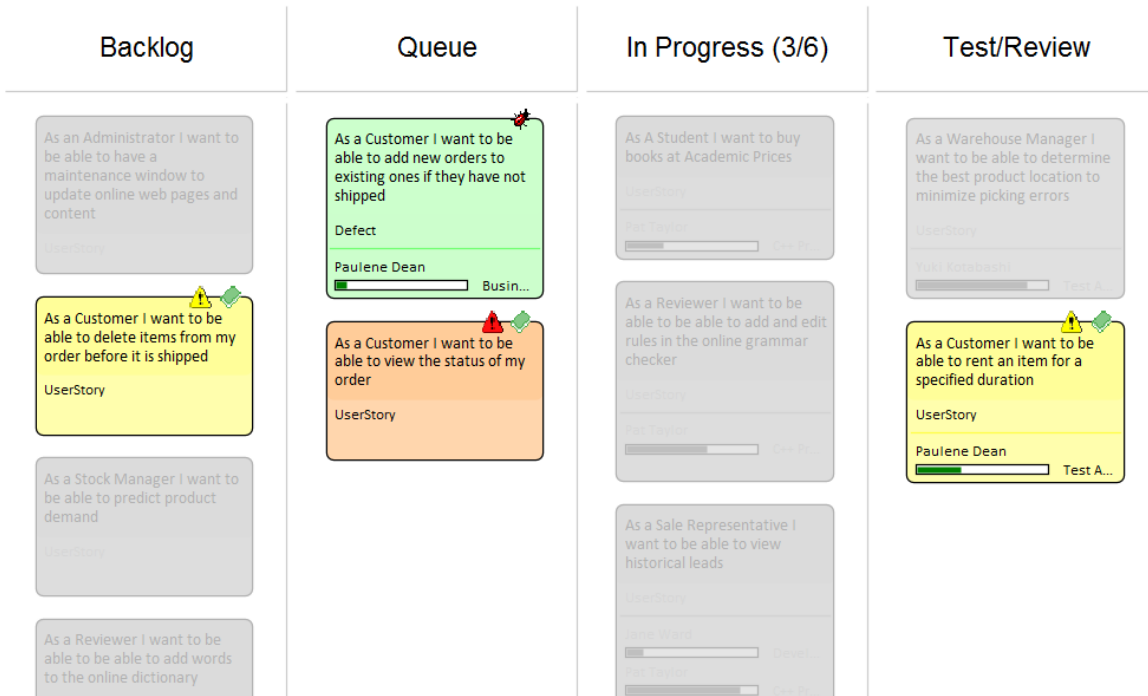 Backlog
Queue
In Progress (3/6)
Test/Review
As an Administrator I want to
be able to have a
maintenance window to
update online web pages and
content
UserStory
As a Customer I want to be
able to delete items from my
order before it is shipped
UserStory
As a Stock Manager I want to
be able to predict product
demand
UserStory
As a Reviewer I want to be
able to be able to add words
to the online dictionary
As a Customer I want to be
able to add new orders to
existing ones if they have not
shipped
Defect
Paulene Dean
Busin...
As a Customer I want to be
able to view the status of my
order
UserStory
As A Student I want to buy
books at Academic Prices
UserStory
Pat Taylor
C++ Pr...
As a Reviewer I want to be
able to be able to add and edit
rules in the online grammar
checker
UserStory
Pat Taylor
C++ Pr...
As a Sale Representative I
want to be able to view
historical leads
UserStory
Jane Ward
Devel...
Pat Taylor
C++ Pr...
As a Warehouse Manager I
want to be able to determine
the best product location to
minimize picking errors
UserStory
Test A...
As a Customer I want to be
able to rent an item for a
specified duration
UserStory
Paulene Dean
Test A...